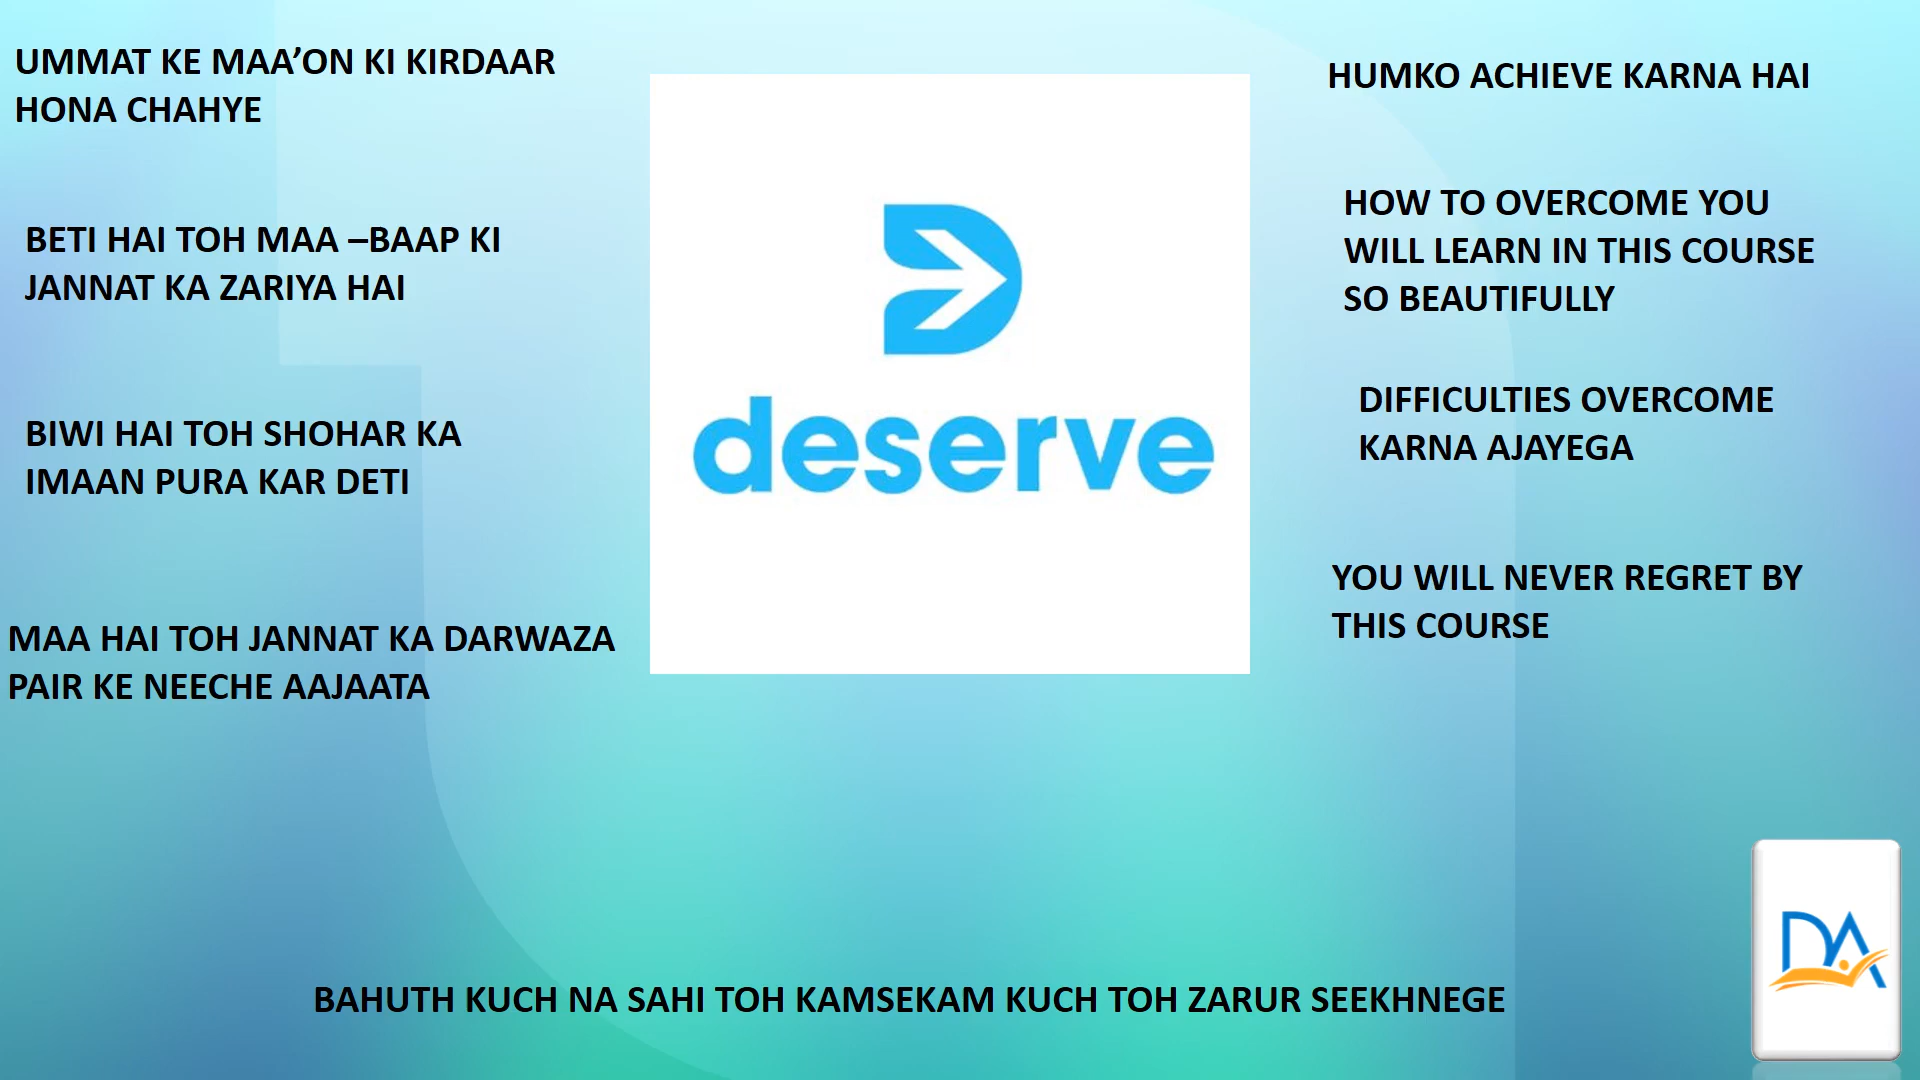 UMMAT KE MAA’ON KI KIRDAAR
HONA CHAHYE
BETI HAI TOH MAA –BAAP KI
JANNAT KA ZARIYA HAI
BIWI HAI TOH SHOHAR KA
IMAAN PURA KAR DETI
MAA HAI TOH JANNAT KA DARWAZA
PAIR KE NEECHE AAJAATA
deserve
HUMKO ACHIEVE KARNA HAI
HOW TO OVERCOME YOU
WILL LEARN IN THIS COURSE
SO BEAUTIFULLY
DIFFICULTIES OVERCOME
KARNA AJAYEGA
YOU WILL NEVER REGRET BY
THIS COURSE
BAHUTH KUCH NA SAHI TOH KAMSEKAM KUCH TOH ZARUR SEEKHNEGE
DA